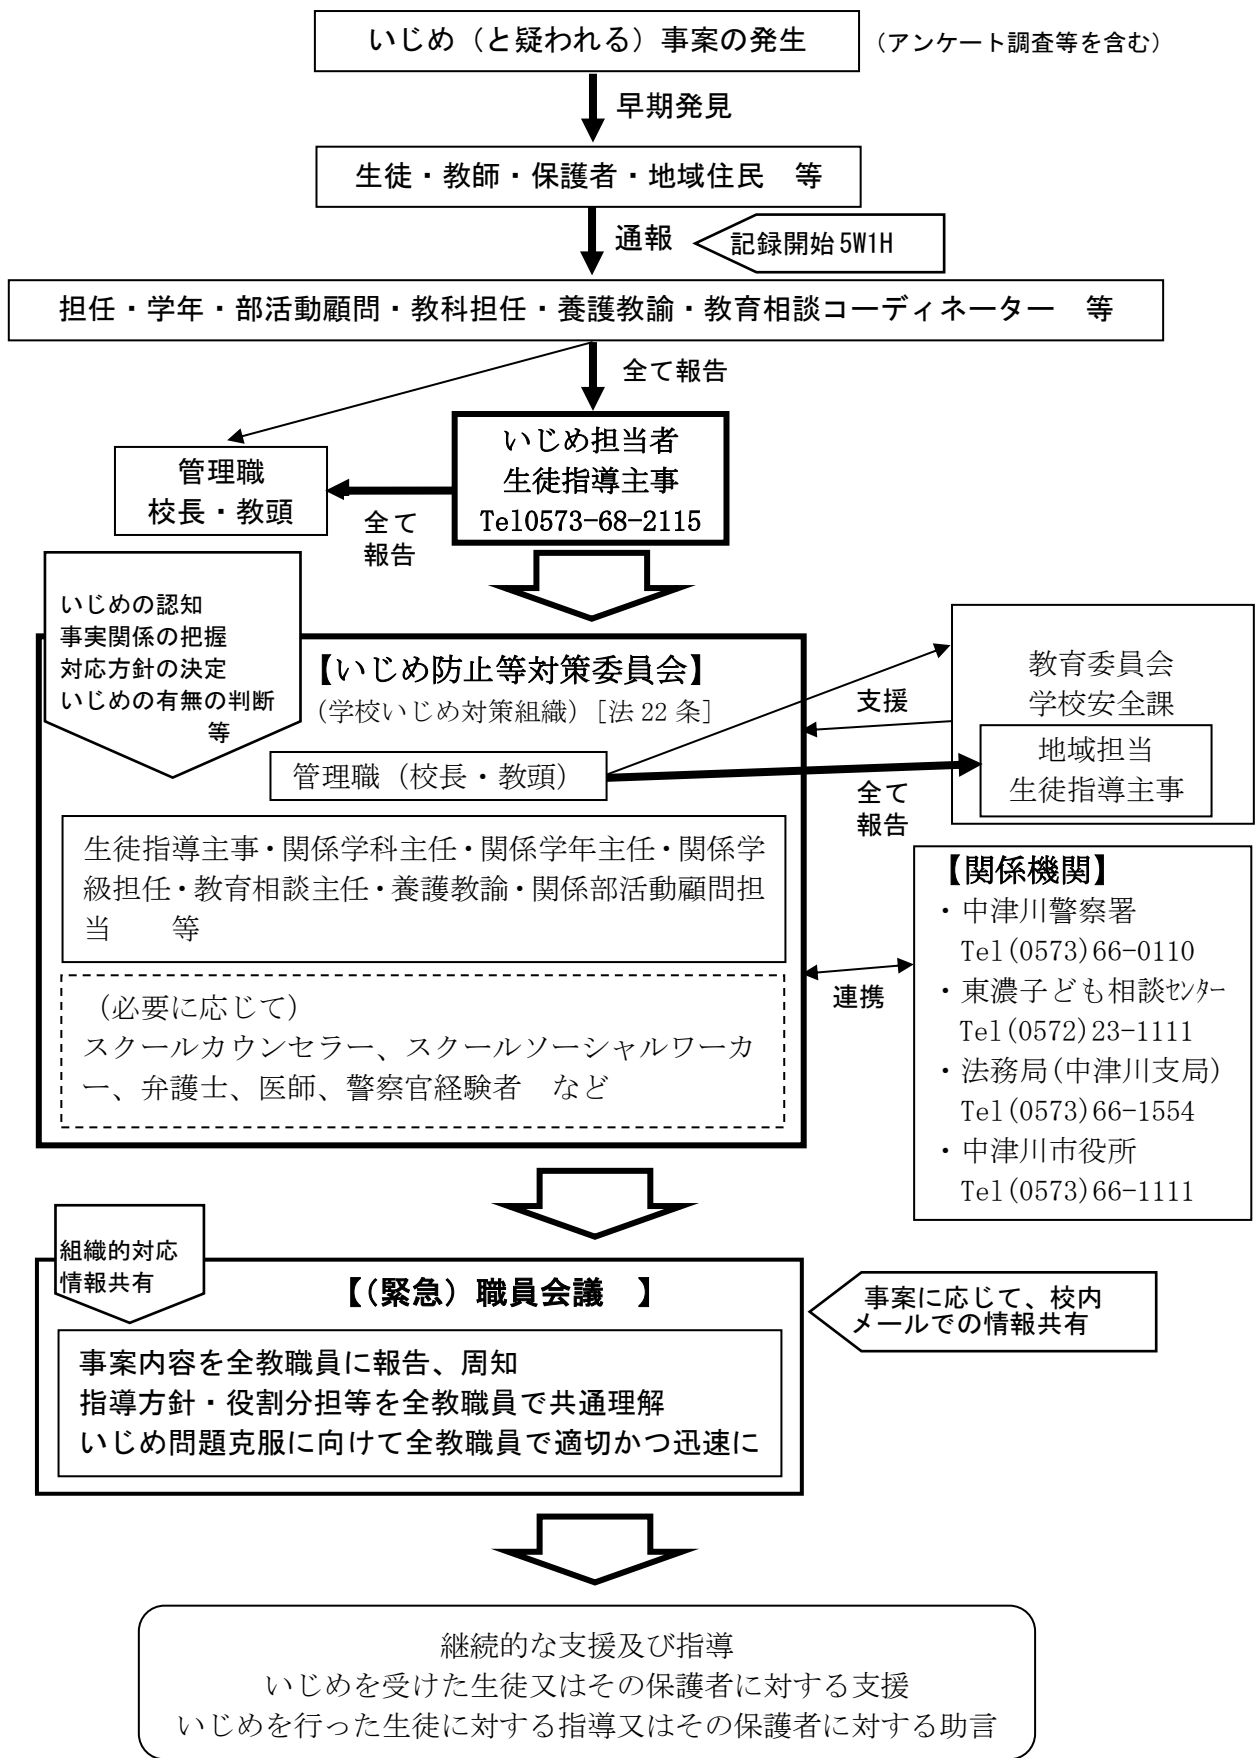 いじめ（と疑われる）事案の発生
（アンケート調査等を含む）
早期発見
生徒・教師・保護者・地域住民　等
通報
記録開始 5W1H
担任・学年・部活動顧問・教科担任・養護教諭・教育相談コーディネーター　等
全て報告
いじめ担当者
生徒指導主事
Tel0573-68-2115
管理職
校長・教頭
全て
報告
いじめの認知
事実関係の把握
対応方針の決定
いじめの有無の判断
等
【いじめ防止等対策委員会】
（学校いじめ対策組織）［法 22 条］
管理職（校長・教頭）
支援
教育委員会
学校安全課
地域担当
生徒指導主事
全て
報告
生徒指導主事・関係学科主任・関係学年主任・関係学
級担任・教育相談主任・養護教諭・関係部活動顧問担
当　　等
（必要に応じて）
スクールカウンセラー、スクールソーシャルワーカ
ー、弁護士、医師、警察官経験者　など
連携
【関係機関】
・中津川警察署
Tel(0573)66-0110
・東濃子ども相談ｾﾝﾀｰ
Tel(0572)23-1111
・法務局(中津川支局)
Tel(0573)66-1554
・中津川市役所
Tel(0573)66-1111
組織的対応
情報共有
【（緊急）職員会議　】
事案に応じて、校内
メールでの情報共有
事案内容を全教職員に報告、周知
指導方針・役割分担等を全教職員で共通理解
いじめ問題克服に向けて全教職員で適切かつ迅速に
継続的な支援及び指導
いじめを受けた生徒又はその保護者に対する支援
いじめを行った生徒に対する指導又はその保護者に対する助言